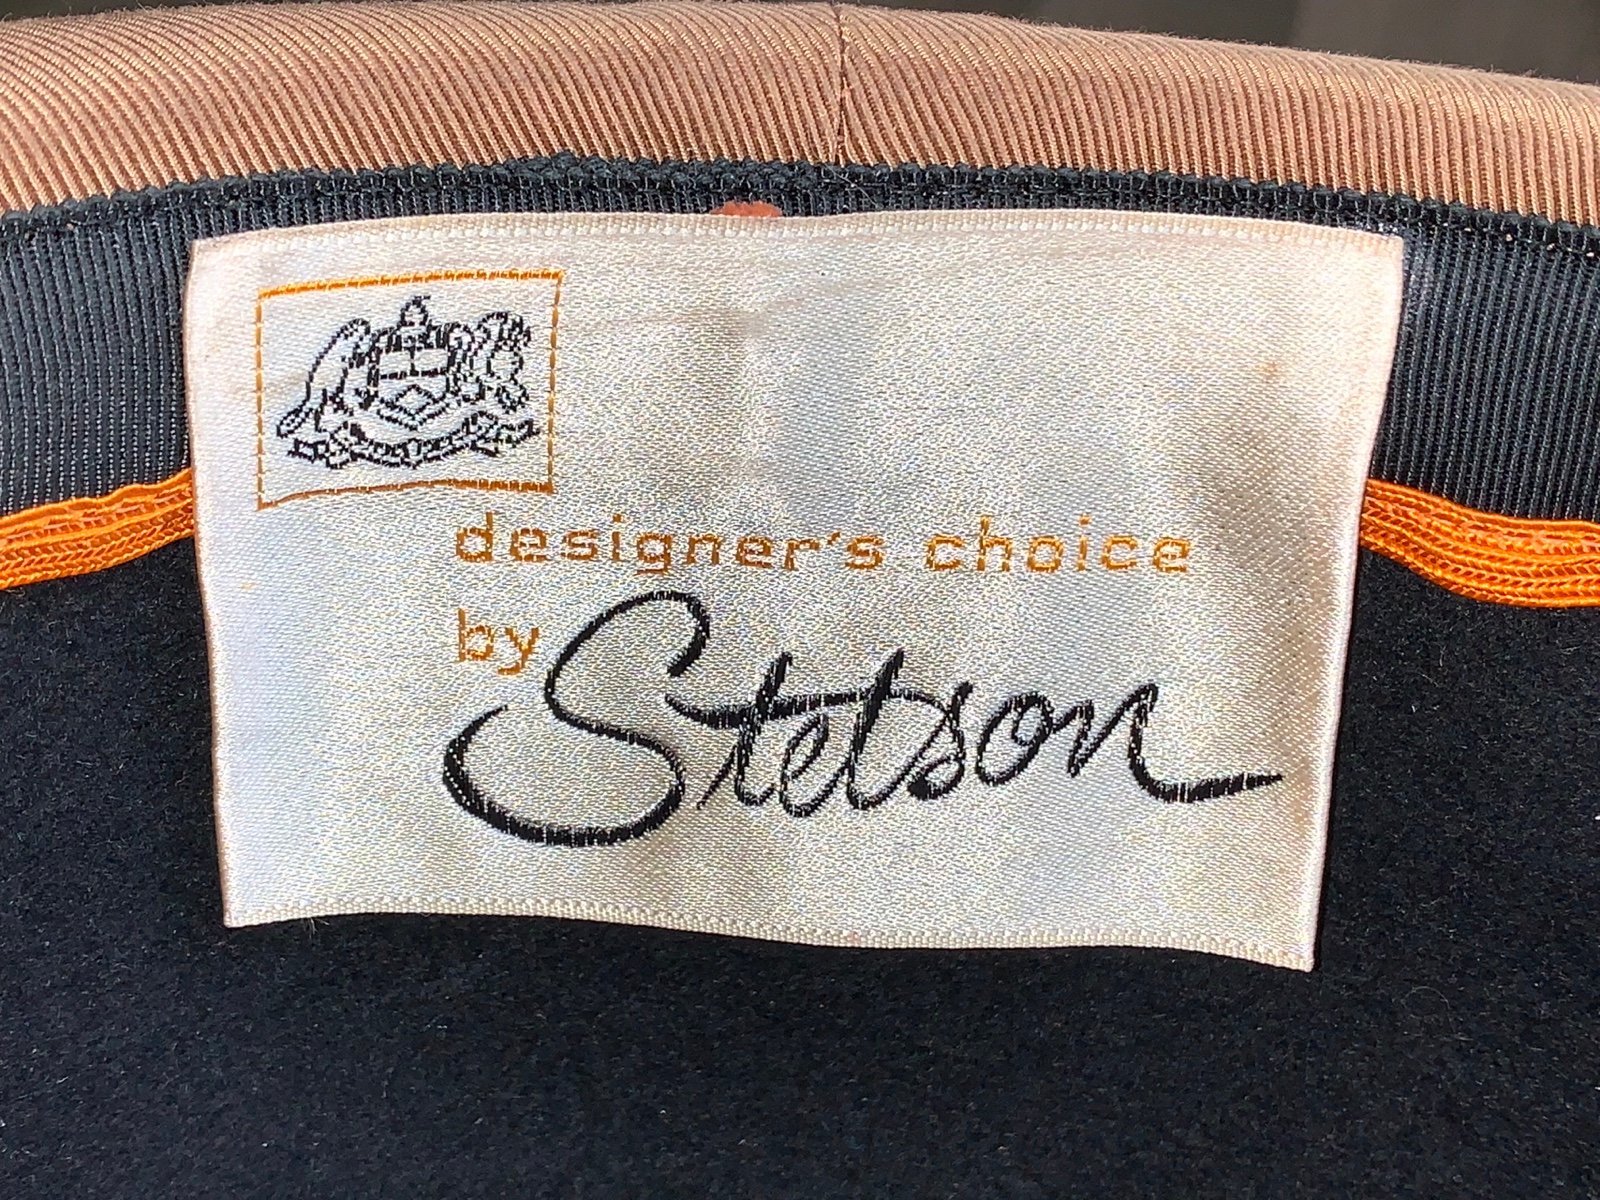 designer's choice
by Stetson